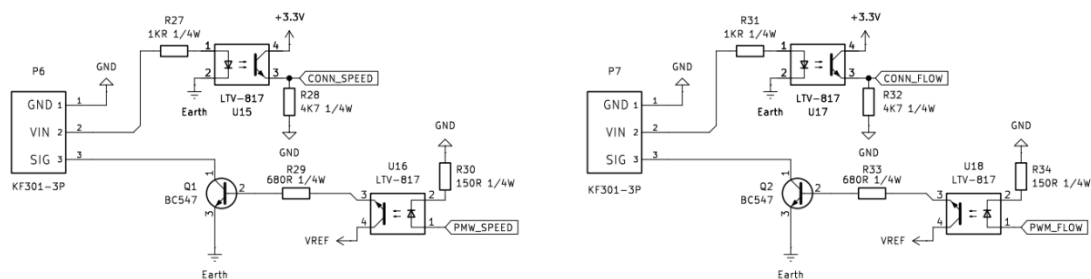 +3.3V
R27
1KR 1/4W
1
4
2
3
CONN_SPEED
P6
GND
LTV-817
U15
R28
4K7 1/4W
Earth
GND 1
1
VIN 2
2
SIG 3
3
GND
GND
KF301-3P
Q1
BC547
1
2
3
R29
680R 1/4W
U16
LTV-817
R30
150R 1/4W
3
2
4
1
PMW_SPEED
VREF
Earth
+3.3V
R31
1KR 1/4W
1
4
2
3
CONN_FLOW
P7
GND
LTV-817
U17
R32
4K7 1/4W
Earth
GND 1
1
VIN 2
2
SIG 3
3
GND
GND
KF301-3P
Q2
BC547
1
2
3
R33
680R 1/4W
U18
LTV-817
R34
150R 1/4W
3
2
4
1
PWM_FLOW
VREF
Earth